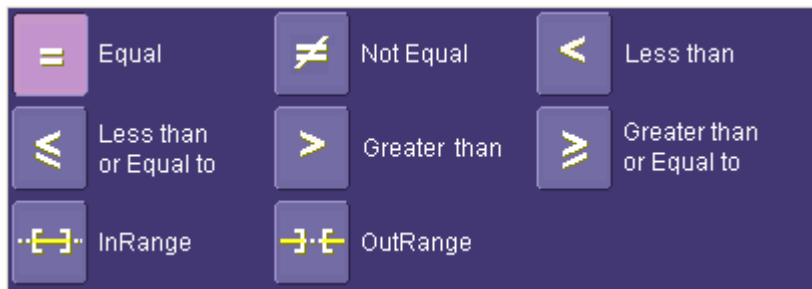 = Equal
≠ Not Equal
< Less than
≤ Less than
or Equal to
> Greater than
≥ Greater than
or Equal to
InRange
OutRange